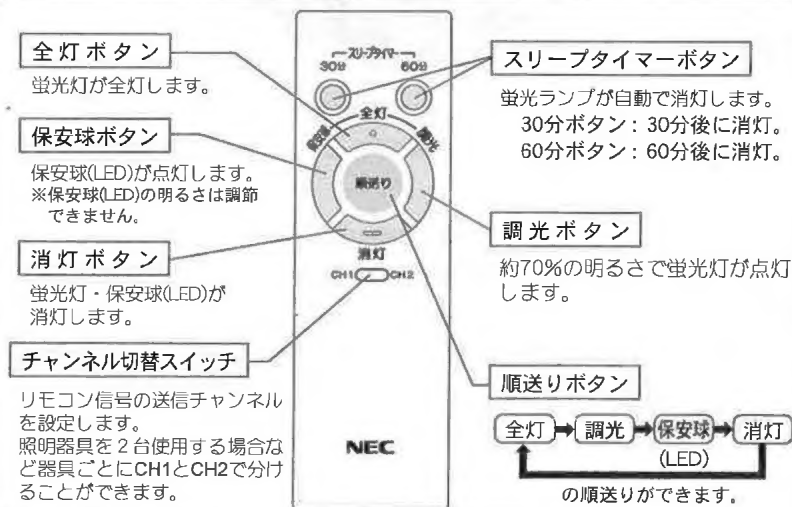 全灯ボタン
蛍光灯が全灯します。
保安球ボタン
保安球(LED)が点灯します。
※保安球(LED)の明るさは調節
できません。
消灯ボタン
蛍光灯・保安球(LED)が
消灯します。
チャンネル切替スイッチ
リモコン信号の送信チャンネル
を設定します。
照明器具を2台使用する場合な
ど器具ごとにCH1とCH2で分け
ることができます。
スリープタイマー
30分 60分
全灯
保安球 調光
順送り
消灯
CH1 CH2
NEC
スリープタイマーボタン
蛍光ランプが自動で消灯します。
30分ボタン:30分後に消灯。
60分ボタン:60分後に消灯。
調光ボタン
約70%の明るさで蛍光灯が点灯
します。
順送りボタン
全灯→調光→保安球→消灯
(LED)
の順送りができます。